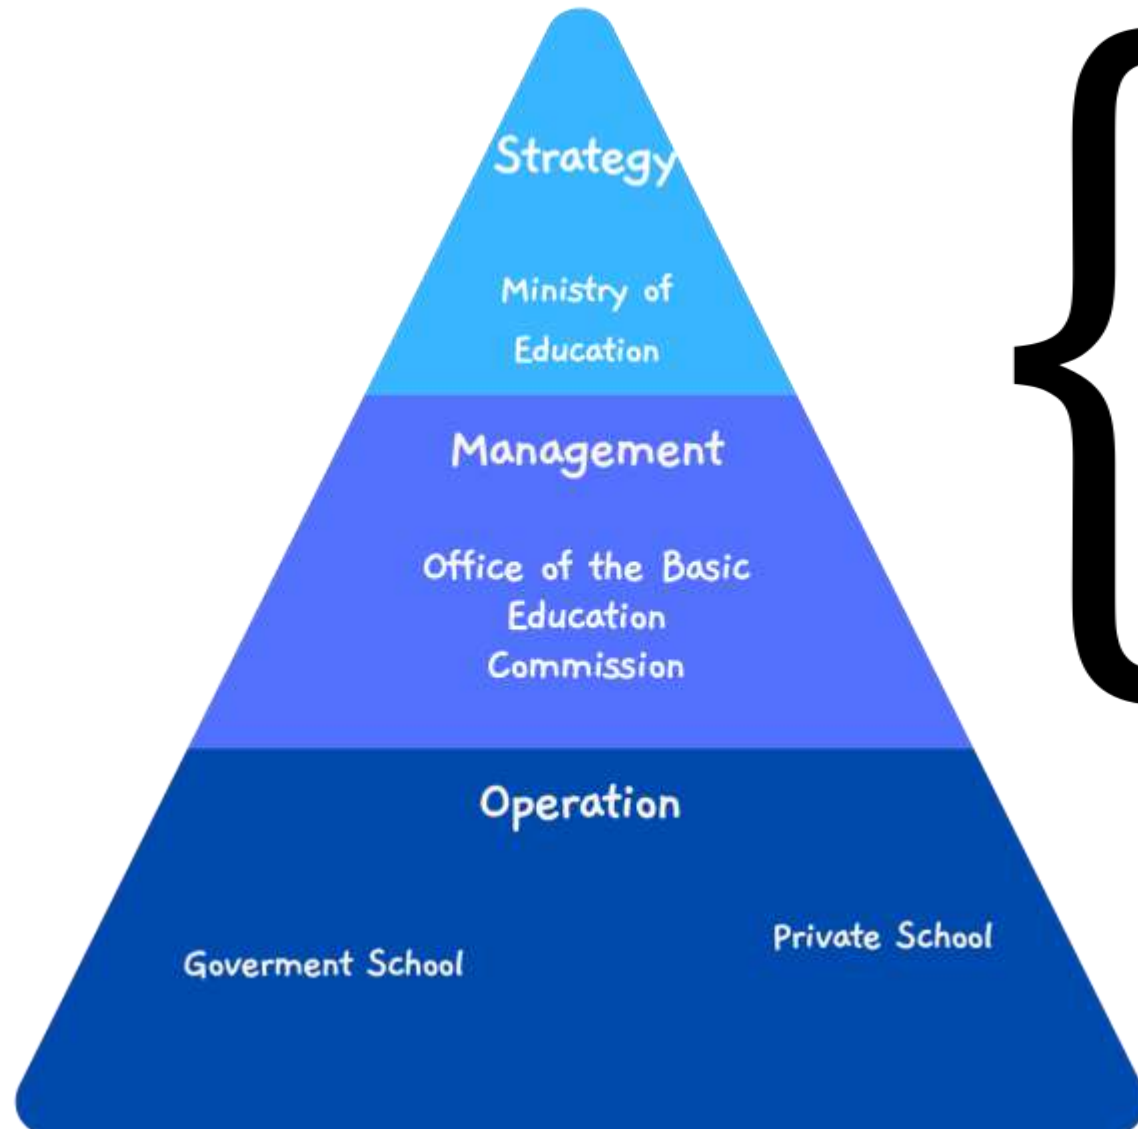 Strategy
Ministry of
Education
Management
Office of the Basic
Education
Commission
Operation
Goverment School
Private School